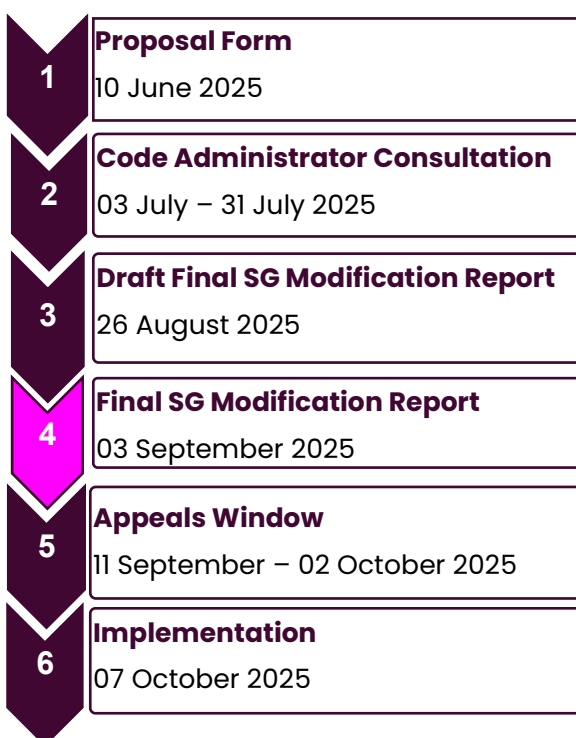 1
Proposal Form
10 June 2025
2
Code Administrator Consultation
03 July – 31 July 2025
3
Draft Final SG Modification Report
26 August 2025
4
Final SG Modification Report
03 September 2025
5
Appeals Window
11 September – 02 October 2025
6
Implementation
07 October 2025